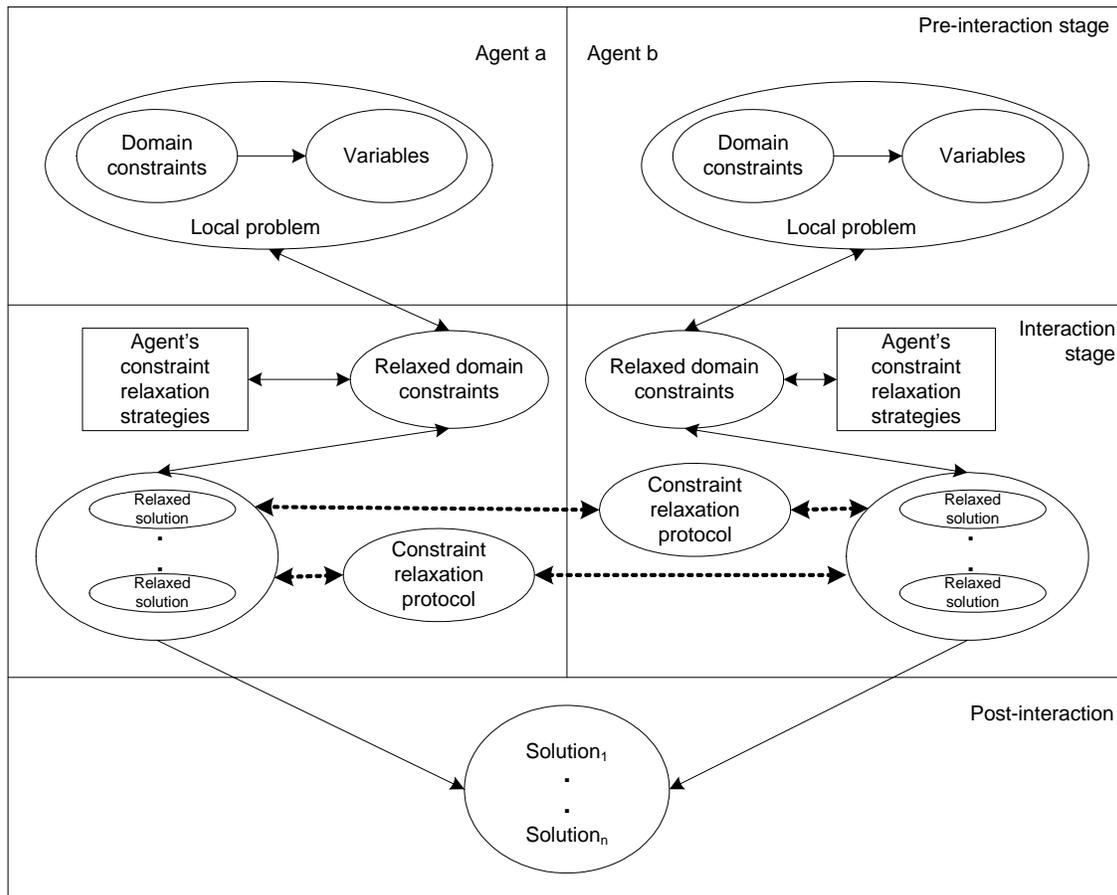 Pre-interaction stage
Agent a
Agent b
Domain
constraints
Variables
Local problem
Domain
constraints
Variables
Local problem
Interaction
stage
Agent's
constraint
relaxation
strategies
Relaxed domain
constraints
Relaxed domain
constraints
Agent's
constraint
relaxation
strategies
Relaxed
solution
.
.
Relaxed
solution
Constraint
relaxation
protocol
Constraint
relaxation
protocol
Relaxed
solution
.
.
Relaxed
solution
Post-interaction
Solution₁
.
.
Solutionₙ